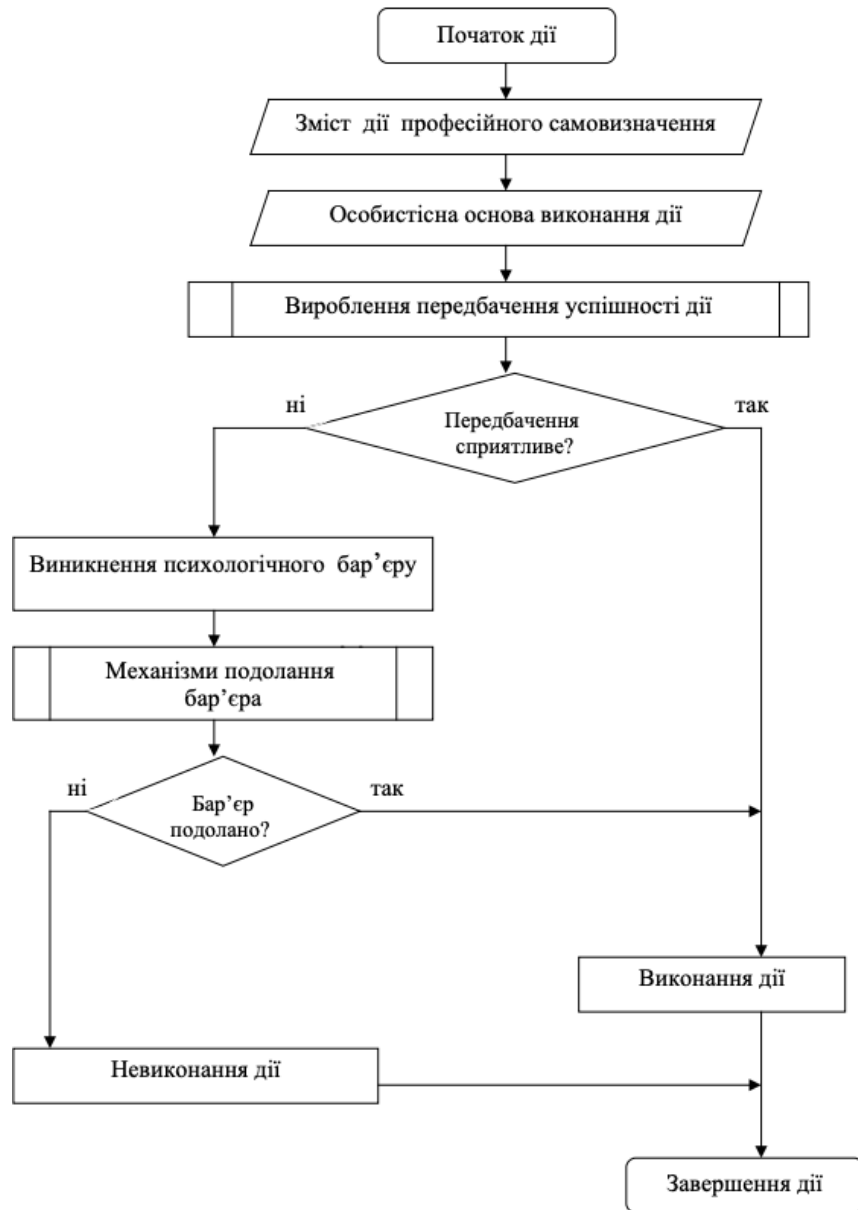 Початок дії
Зміст дії професійного самовизначення
Особистісна основа виконання дії
Вироблення передбачення успішності дії
ні
так
Передбачення
сприятливе?
Виникнення психологічного бар’єру
Механізми подолання
бар’єра
ні
так
Бар’єр
подолано?
Виконання дії
Невиконання дії
Завершення дії